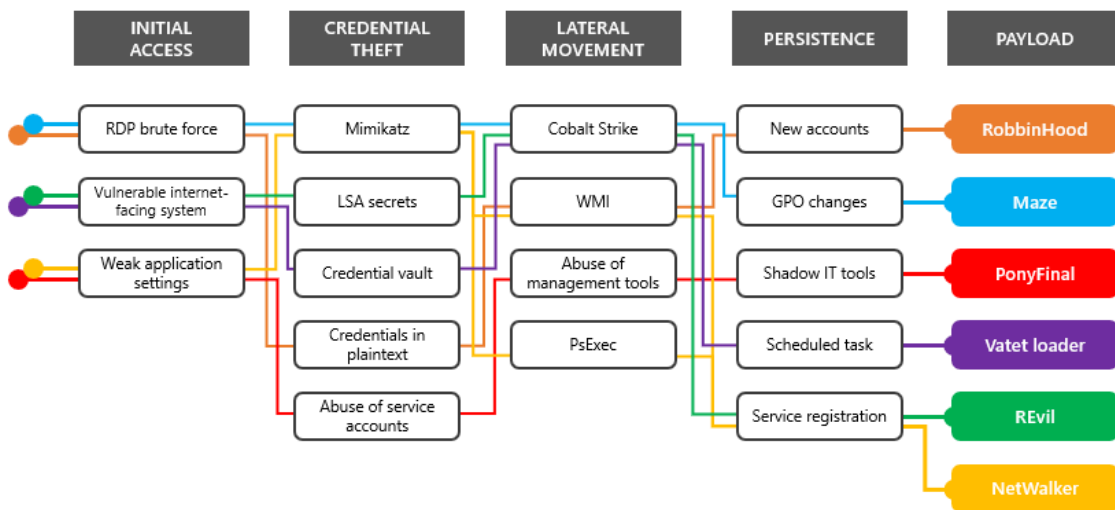 INITIAL
ACCESS
CREDENTIAL
THEFT
LATERAL
MOVEMENT
PERSISTENCE
PAYLOAD
RDP brute force
Mimikatz
Cobalt Strike
New accounts
RobbinHood
Vulnerable internet-
facing system
LSA secrets
WMI
GPO changes
Maze
Weak application
settings
Credential vault
Abuse of
management tools
Shadow IT tools
PonyFinal
Credentials in
plaintext
PsExec
Scheduled task
Vatet loader
Abuse of service
accounts
Service registration
REvil
NetWalker